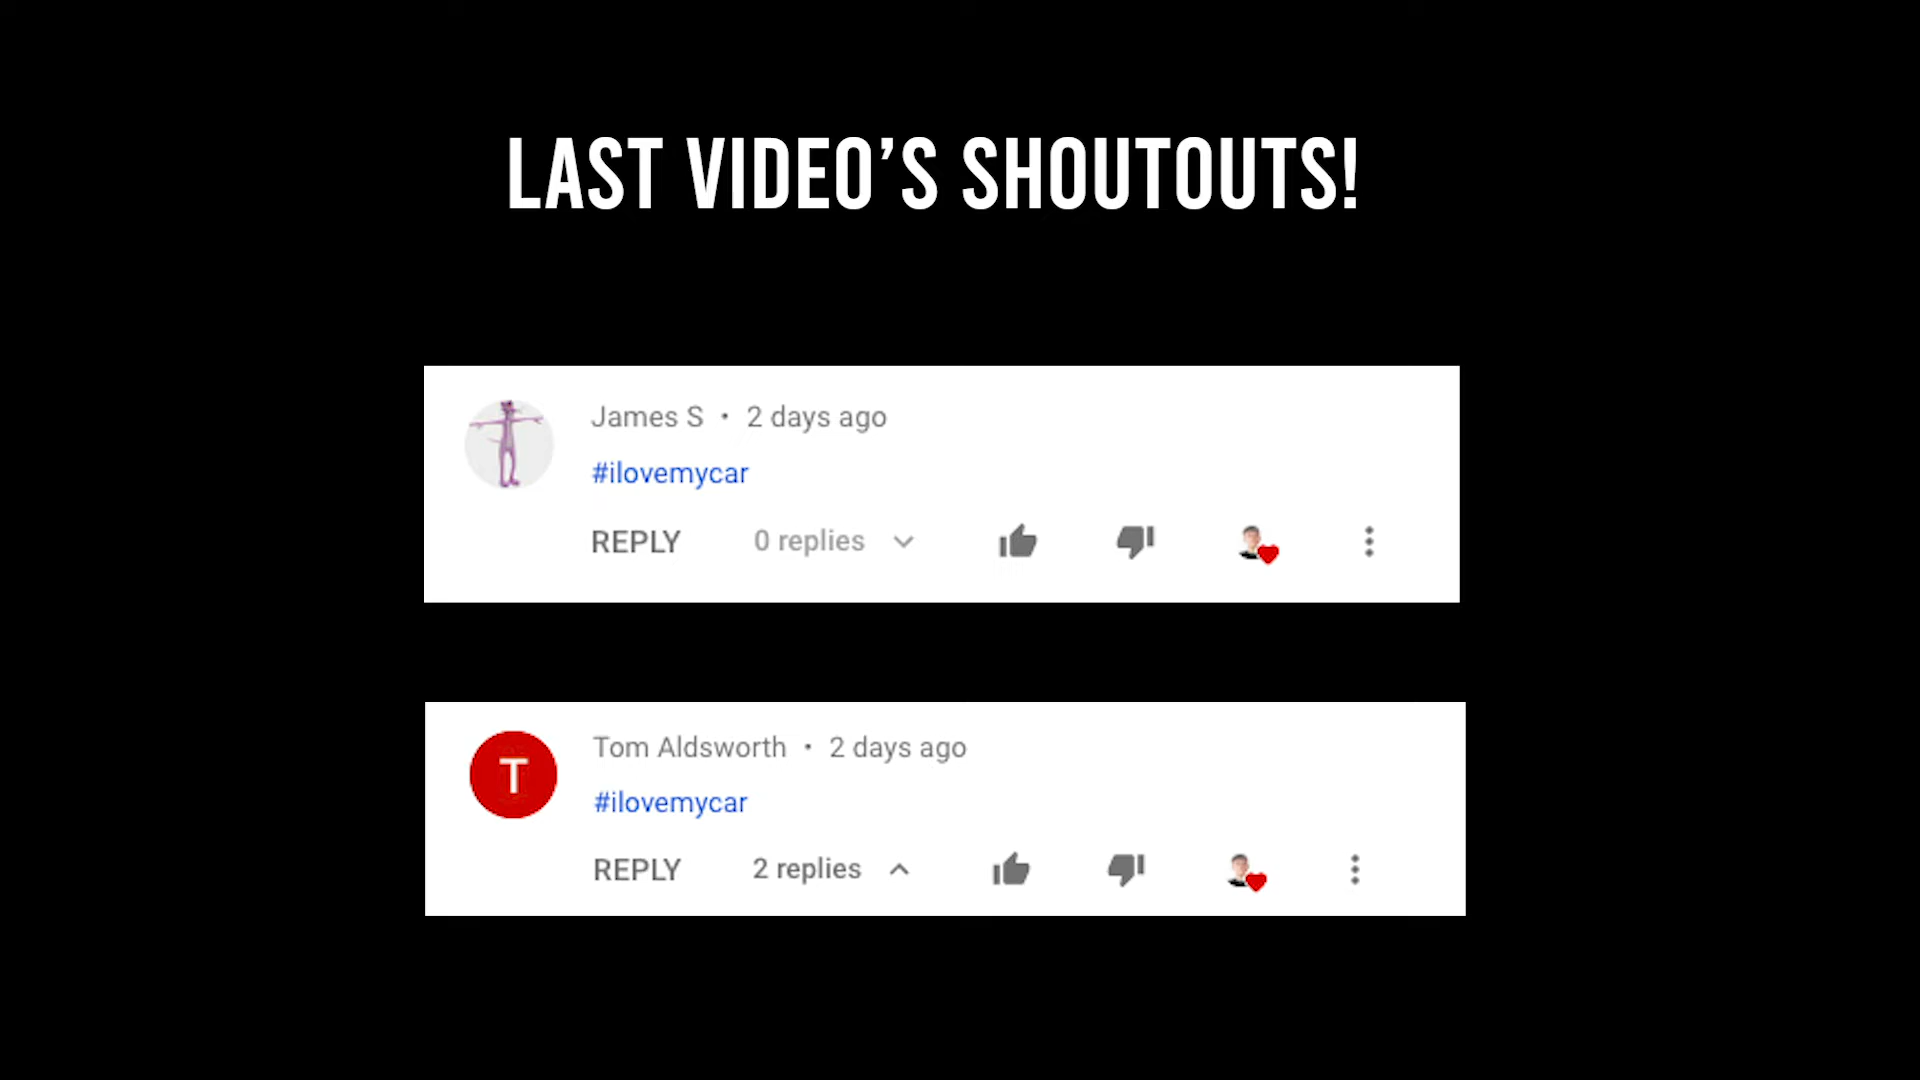 LAST VIDEO’S SHOUTOUTS!
James S • 2 days ago
#ilovemycar
REPLY 0 replies
T
Tom Aldsworth • 2 days ago
#ilovemycar
REPLY 2 replies